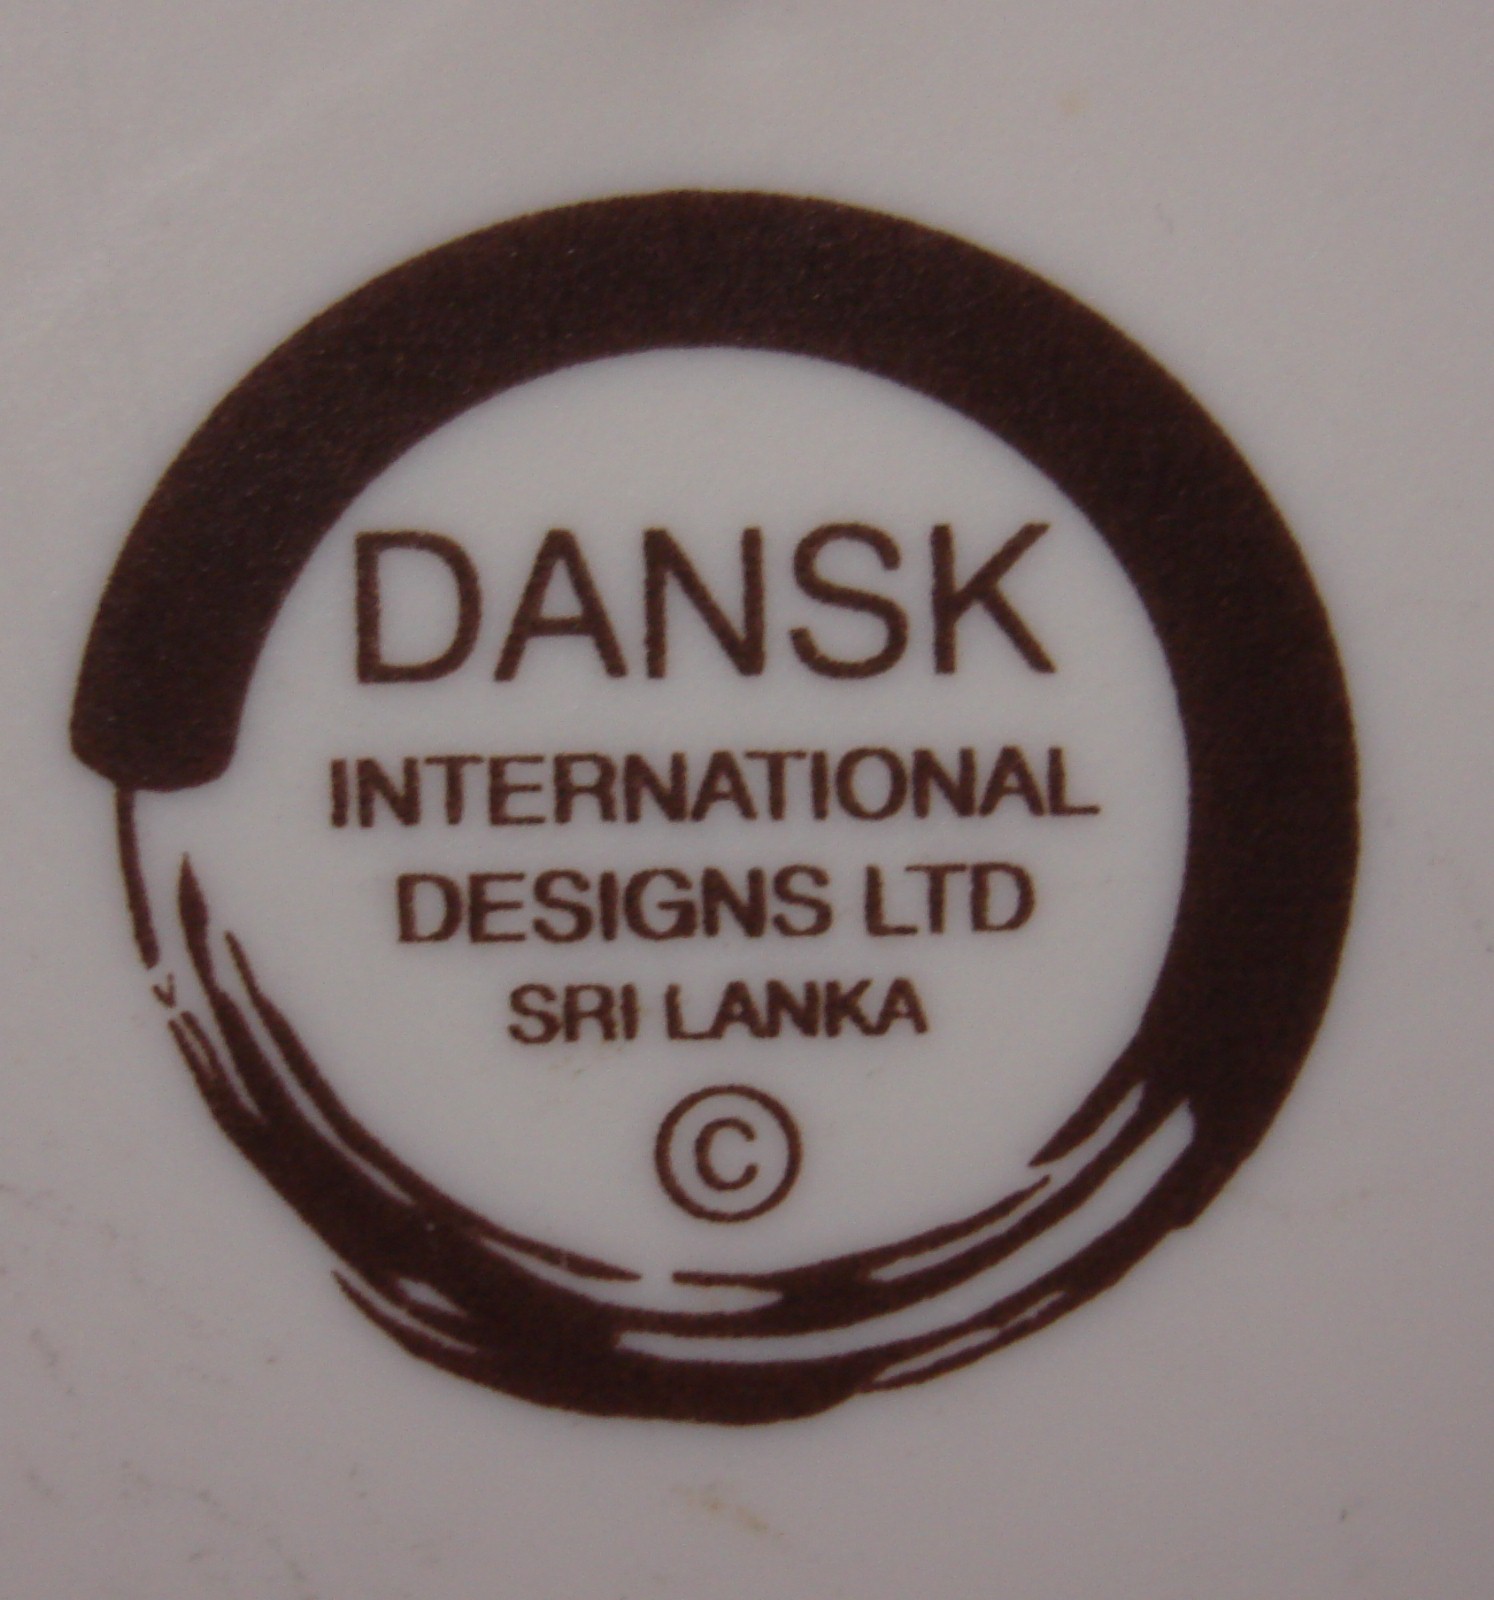 DANSK
INTERNATIONAL
DESIGNS LTD
SRI LANKA
©